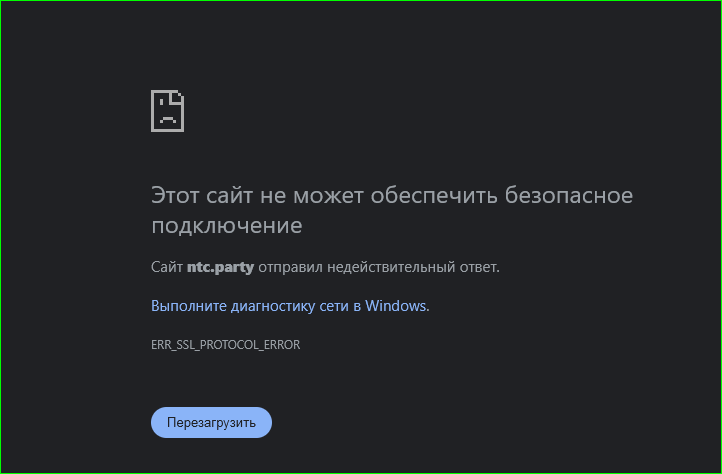 Этот сайт не может обеспечить безопасное
подключение
Сайт ntc.party отправил недействительный ответ.
Выполните диагностику сети в Windows.
ERR_SSL_PROTOCOL_ERROR
Перезагрузить